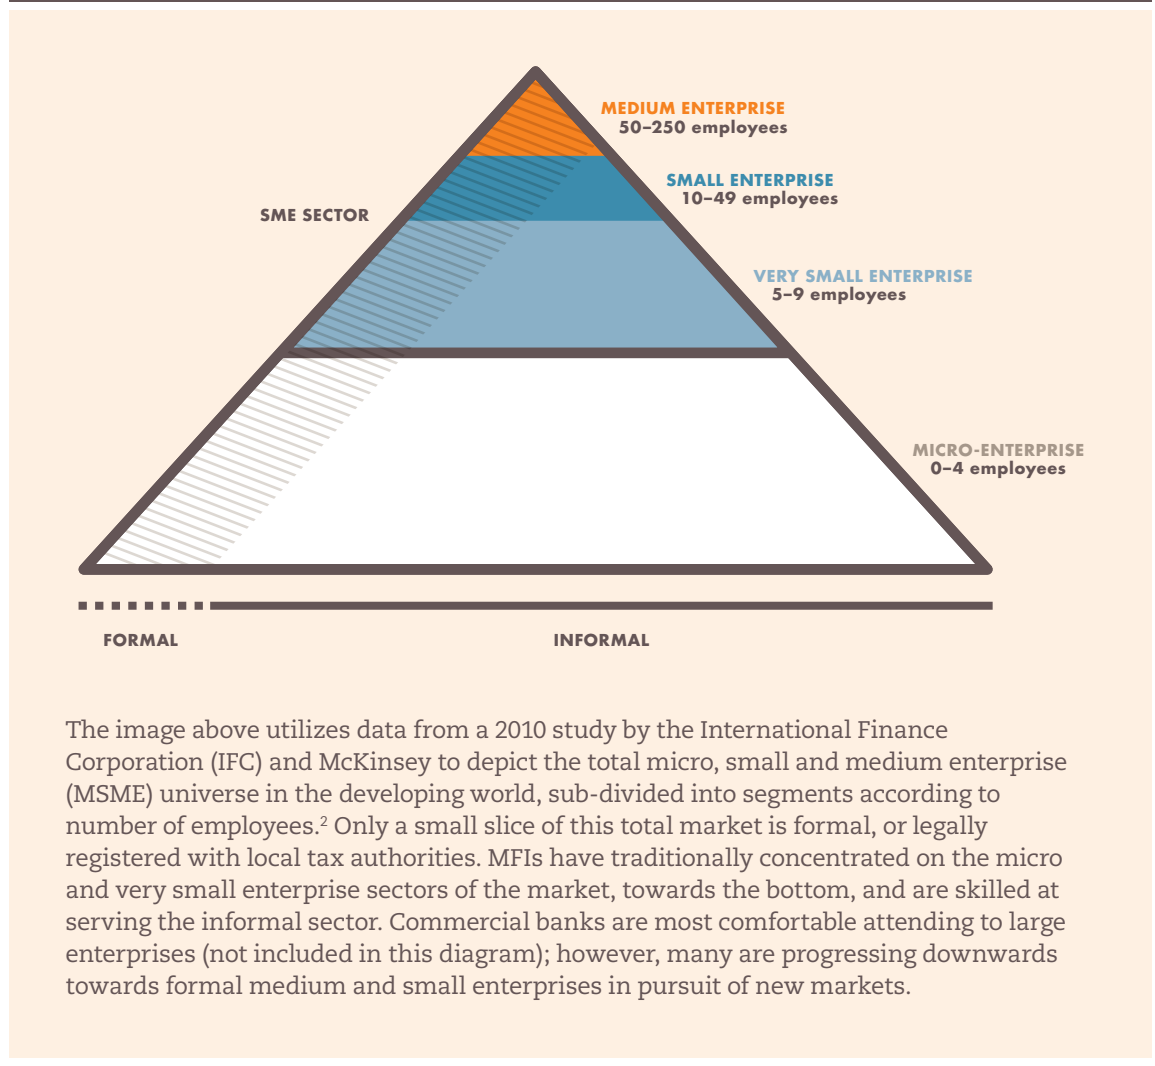 MEDIUM ENTERPRISE
50–250 employees
SMALL ENTERPRISE
10–49 employees
SME SECTOR
VERY SMALL ENTERPRISE
5–9 employees
MICRO-ENTERPRISE
0–4 employees
FORMAL
INFORMAL
The image above utilizes data from a 2010 study by the International Finance
Corporation (IFC) and McKinsey to depict the total micro, small and medium enterprise
(MSME) universe in the developing world, sub-divided into segments according to
number of employees.² Only a small slice of this total market is formal, or legally
registered with local tax authorities. MFIs have traditionally concentrated on the micro
and very small enterprise sectors of the market, towards the bottom, and are skilled at
serving the informal sector. Commercial banks are most comfortable attending to large
enterprises (not included in this diagram); however, many are progressing downwards
towards formal medium and small enterprises in pursuit of new markets.